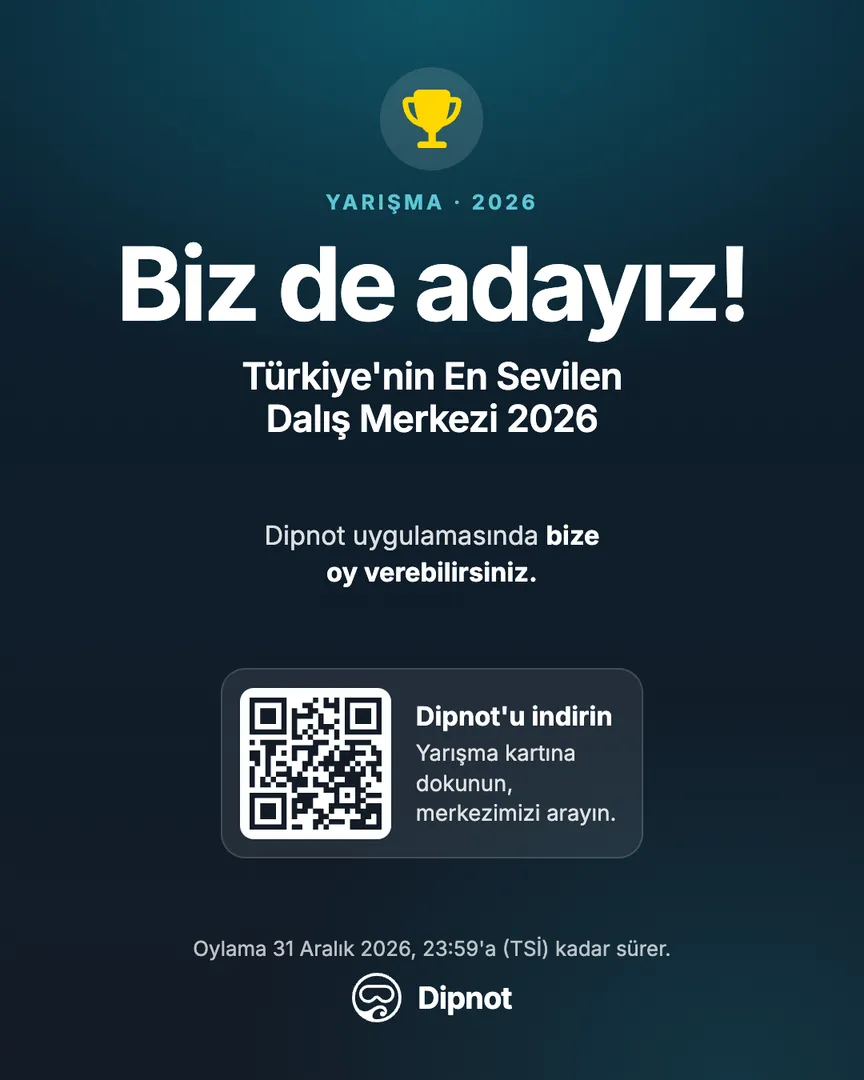 YARIŞMA · 2026
Biz de adayız!
Türkiye'nin En Sevilen
Dalış Merkezi 2026
Dipnot uygulamasında bize
oy verebilirsiniz.
Dipnot'u indirin
Yarışma kartına
dokunun,
merkezimizi arayın.
Oylama 31 Aralık 2026, 23:59'a (TSİ) kadar sürer.
Dipnot